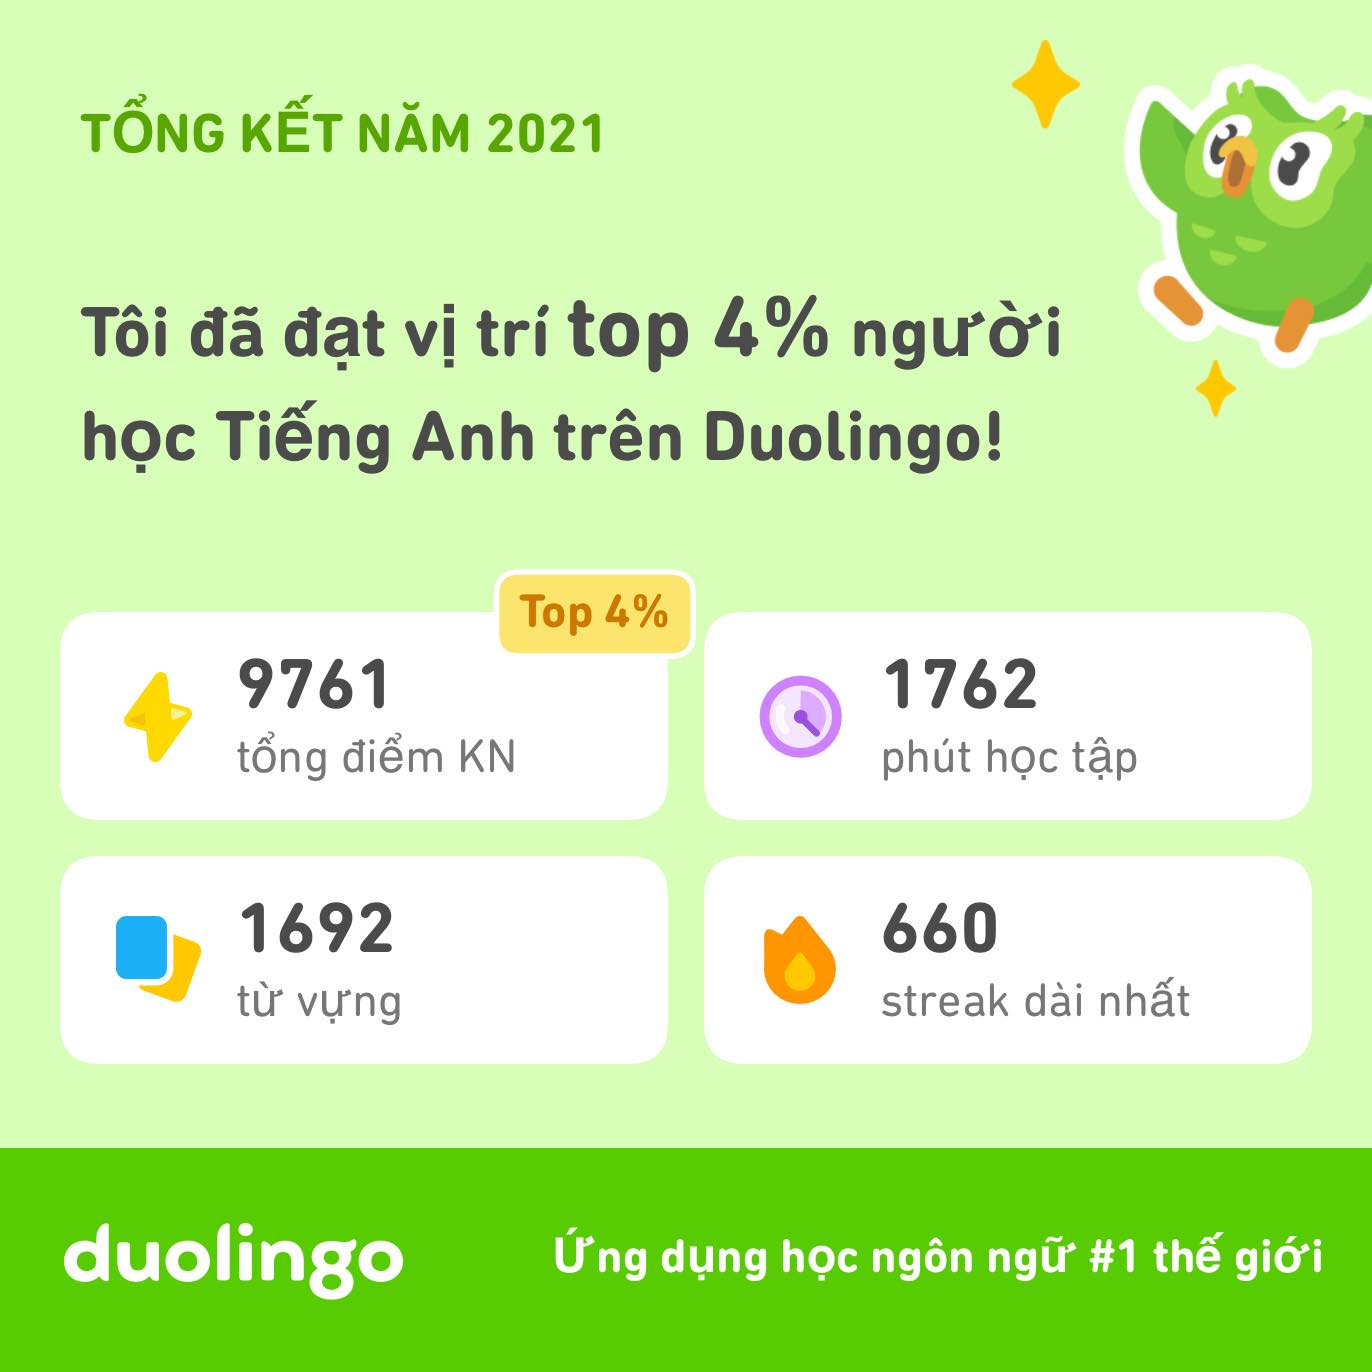 TỔNG KẾT NĂM 2021
Tôi đã đạt vị trí top 4% người
học Tiếng Anh trên Duolingo!
Top 4%
9761
tổng điểm KN
1762
phút học tập
1692
từ vựng
660
streak dài nhất
duolingo
Ứng dụng học ngôn ngữ #1 thế giới